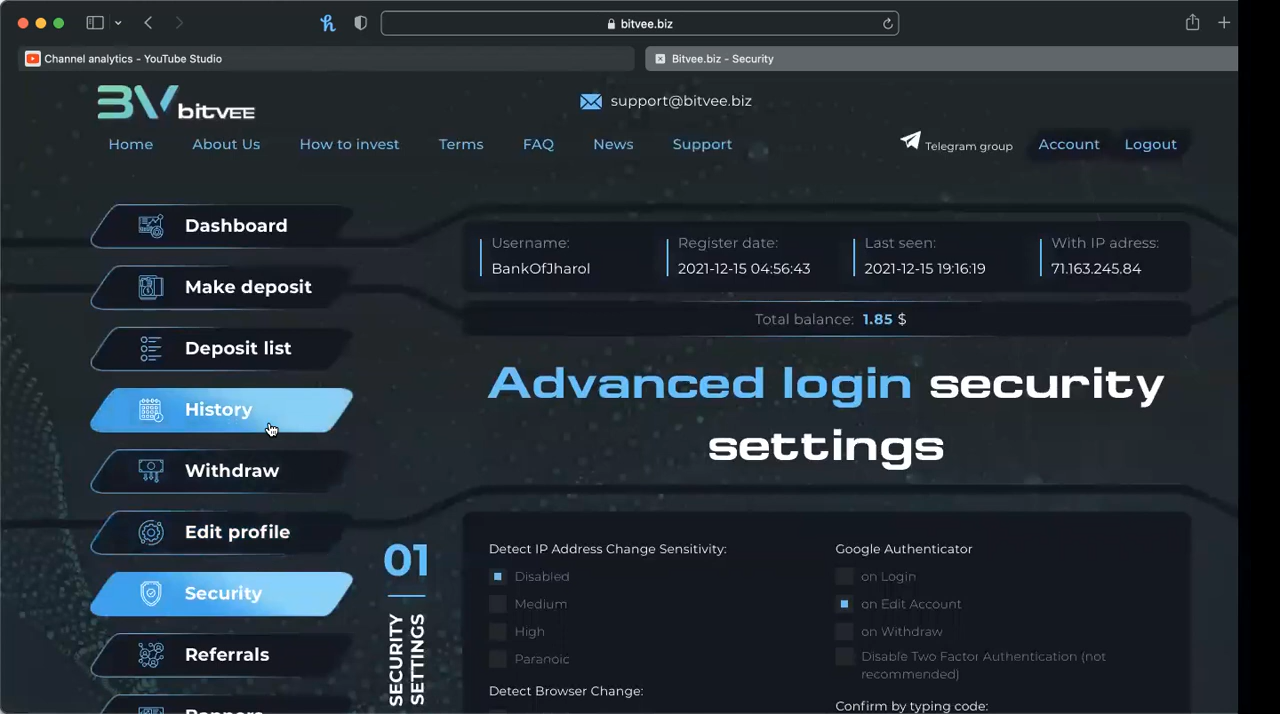 bitvee.biz
Channel analytics - YouTube Studio
Bitvee.biz - Security
BV bitvee
support@bitvee.biz
Home About Us How to invest Terms FAQ News Support
Telegram group
Account Logout
Dashboard
Make deposit
Deposit list
History
Withdraw
Edit profile
Security
Referrals
Banners
Username:
BankOfJharol
Register date:
2021-12-15 04:56:43
Last seen:
2021-12-15 19:16:19
With IP adress:
71.163.245.84
Total balance: 1.85 $
Advanced login security
settings
01
SECURITY
SETTINGS
Detect IP Address Change Sensitivity:
Disabled
Medium
High
Paranoic
Detect Browser Change:
Google Authenticator
on Login
on Edit Account
on Withdraw
Disable Two Factor Authentication (not
recommended)
Confirm by typing code: